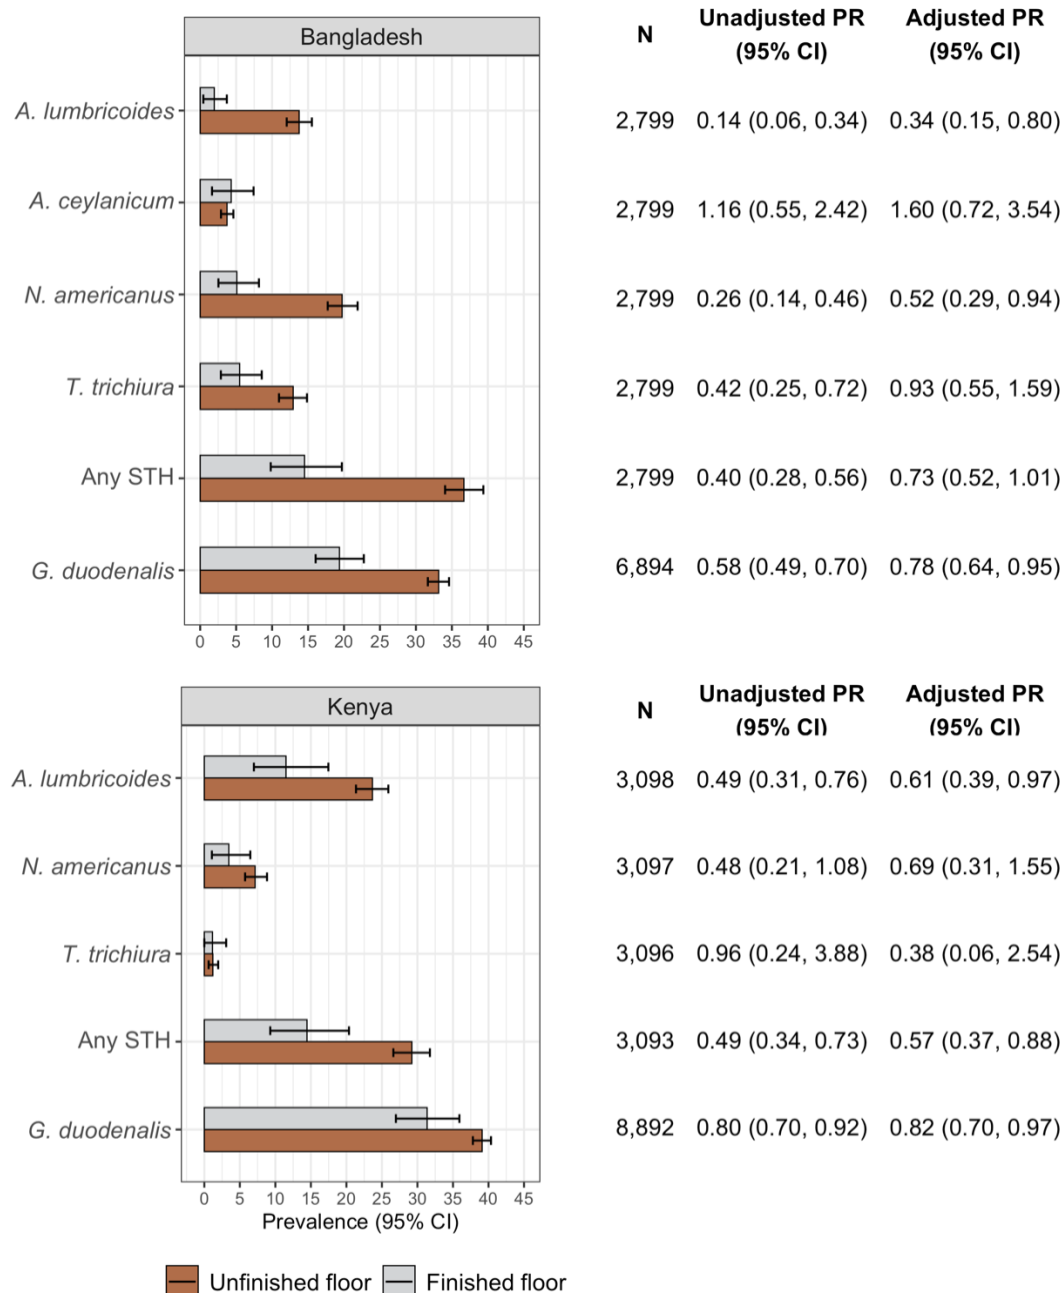 Bangladesh
N
Unadjusted PR
(95% CI)
Adjusted PR
(95% CI)
A. lumbricoides
2,799 0.14 (0.06, 0.34) 0.34 (0.15, 0.80)
A. ceylanicum
2,799 1.16 (0.55, 2.42) 1.60 (0.72, 3.54)
N. americanus
2,799 0.26 (0.14, 0.46) 0.52 (0.29, 0.94)
T. trichiura
2,799 0.42 (0.25, 0.72) 0.93 (0.55, 1.59)
Any STH
2,799 0.40 (0.28, 0.56) 0.73 (0.52, 1.01)
G. duodenalis
6,894 0.58 (0.49, 0.70) 0.78 (0.64, 0.95)
0 5 10 15 20 25 30 35 40 45
Kenya
N
Unadjusted PR
(95% CI)
Adjusted PR
(95% CI)
A. lumbricoides
3,098 0.49 (0.31, 0.76) 0.61 (0.39, 0.97)
N. americanus
3,097 0.48 (0.21, 1.08) 0.69 (0.31, 1.55)
T. trichiura
3,096 0.96 (0.24, 3.88) 0.38 (0.06, 2.54)
Any STH
3,093 0.49 (0.34, 0.73) 0.57 (0.37, 0.88)
G. duodenalis
8,892 0.80 (0.70, 0.92) 0.82 (0.70, 0.97)
0 5 10 15 20 25 30 35 40 45
Prevalence (95% CI)
Unfinished floor Finished floor